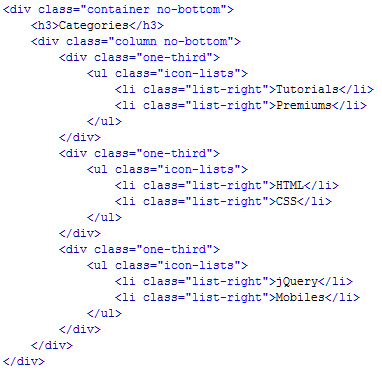 <div class="container no-bottom">
    <h3>Categories</h3>
    <div class="column no-bottom">
        <div class="one-third">
            <ul class="icon-lists">
                <li class="list-right">Tutorials</li>
                <li class="list-right">Premiums</li>
            </ul>
        </div>
        <div class="one-third">
            <ul class="icon-lists">
                <li class="list-right">HTML</li>
                <li class="list-right">CSS</li>
            </ul>
        </div>
        <div class="one-third">
            <ul class="icon-lists">
                <li class="list-right">jQuery</li>
                <li class="list-right">Mobiles</li>
            </ul>
        </div>
    </div>
</div>